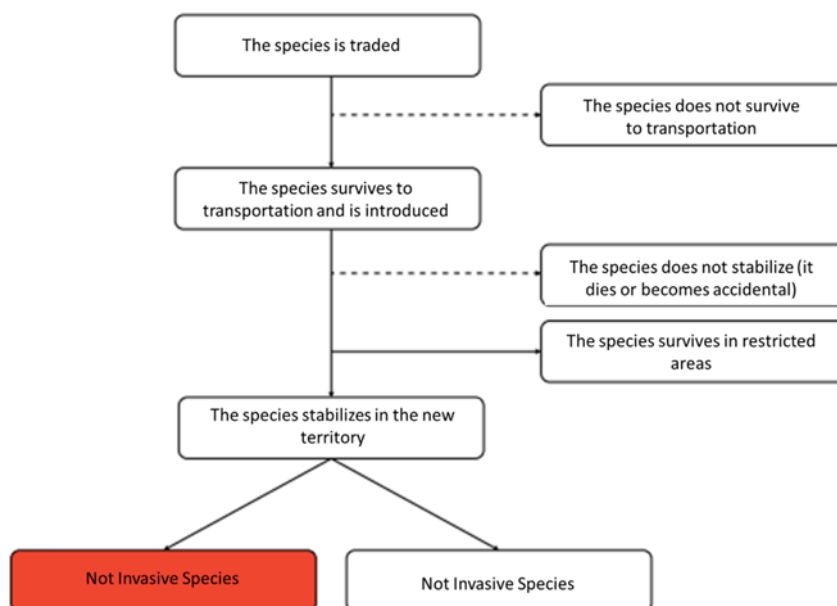 The species is traded
The species does not survive
to transportation
The species survives to
transportation and is introduced
The species does not stabilize (it
dies or becomes accidental)
The species survives in restricted
areas
The species stabilizes in the new
territory
Not Invasive Species
Not Invasive Species